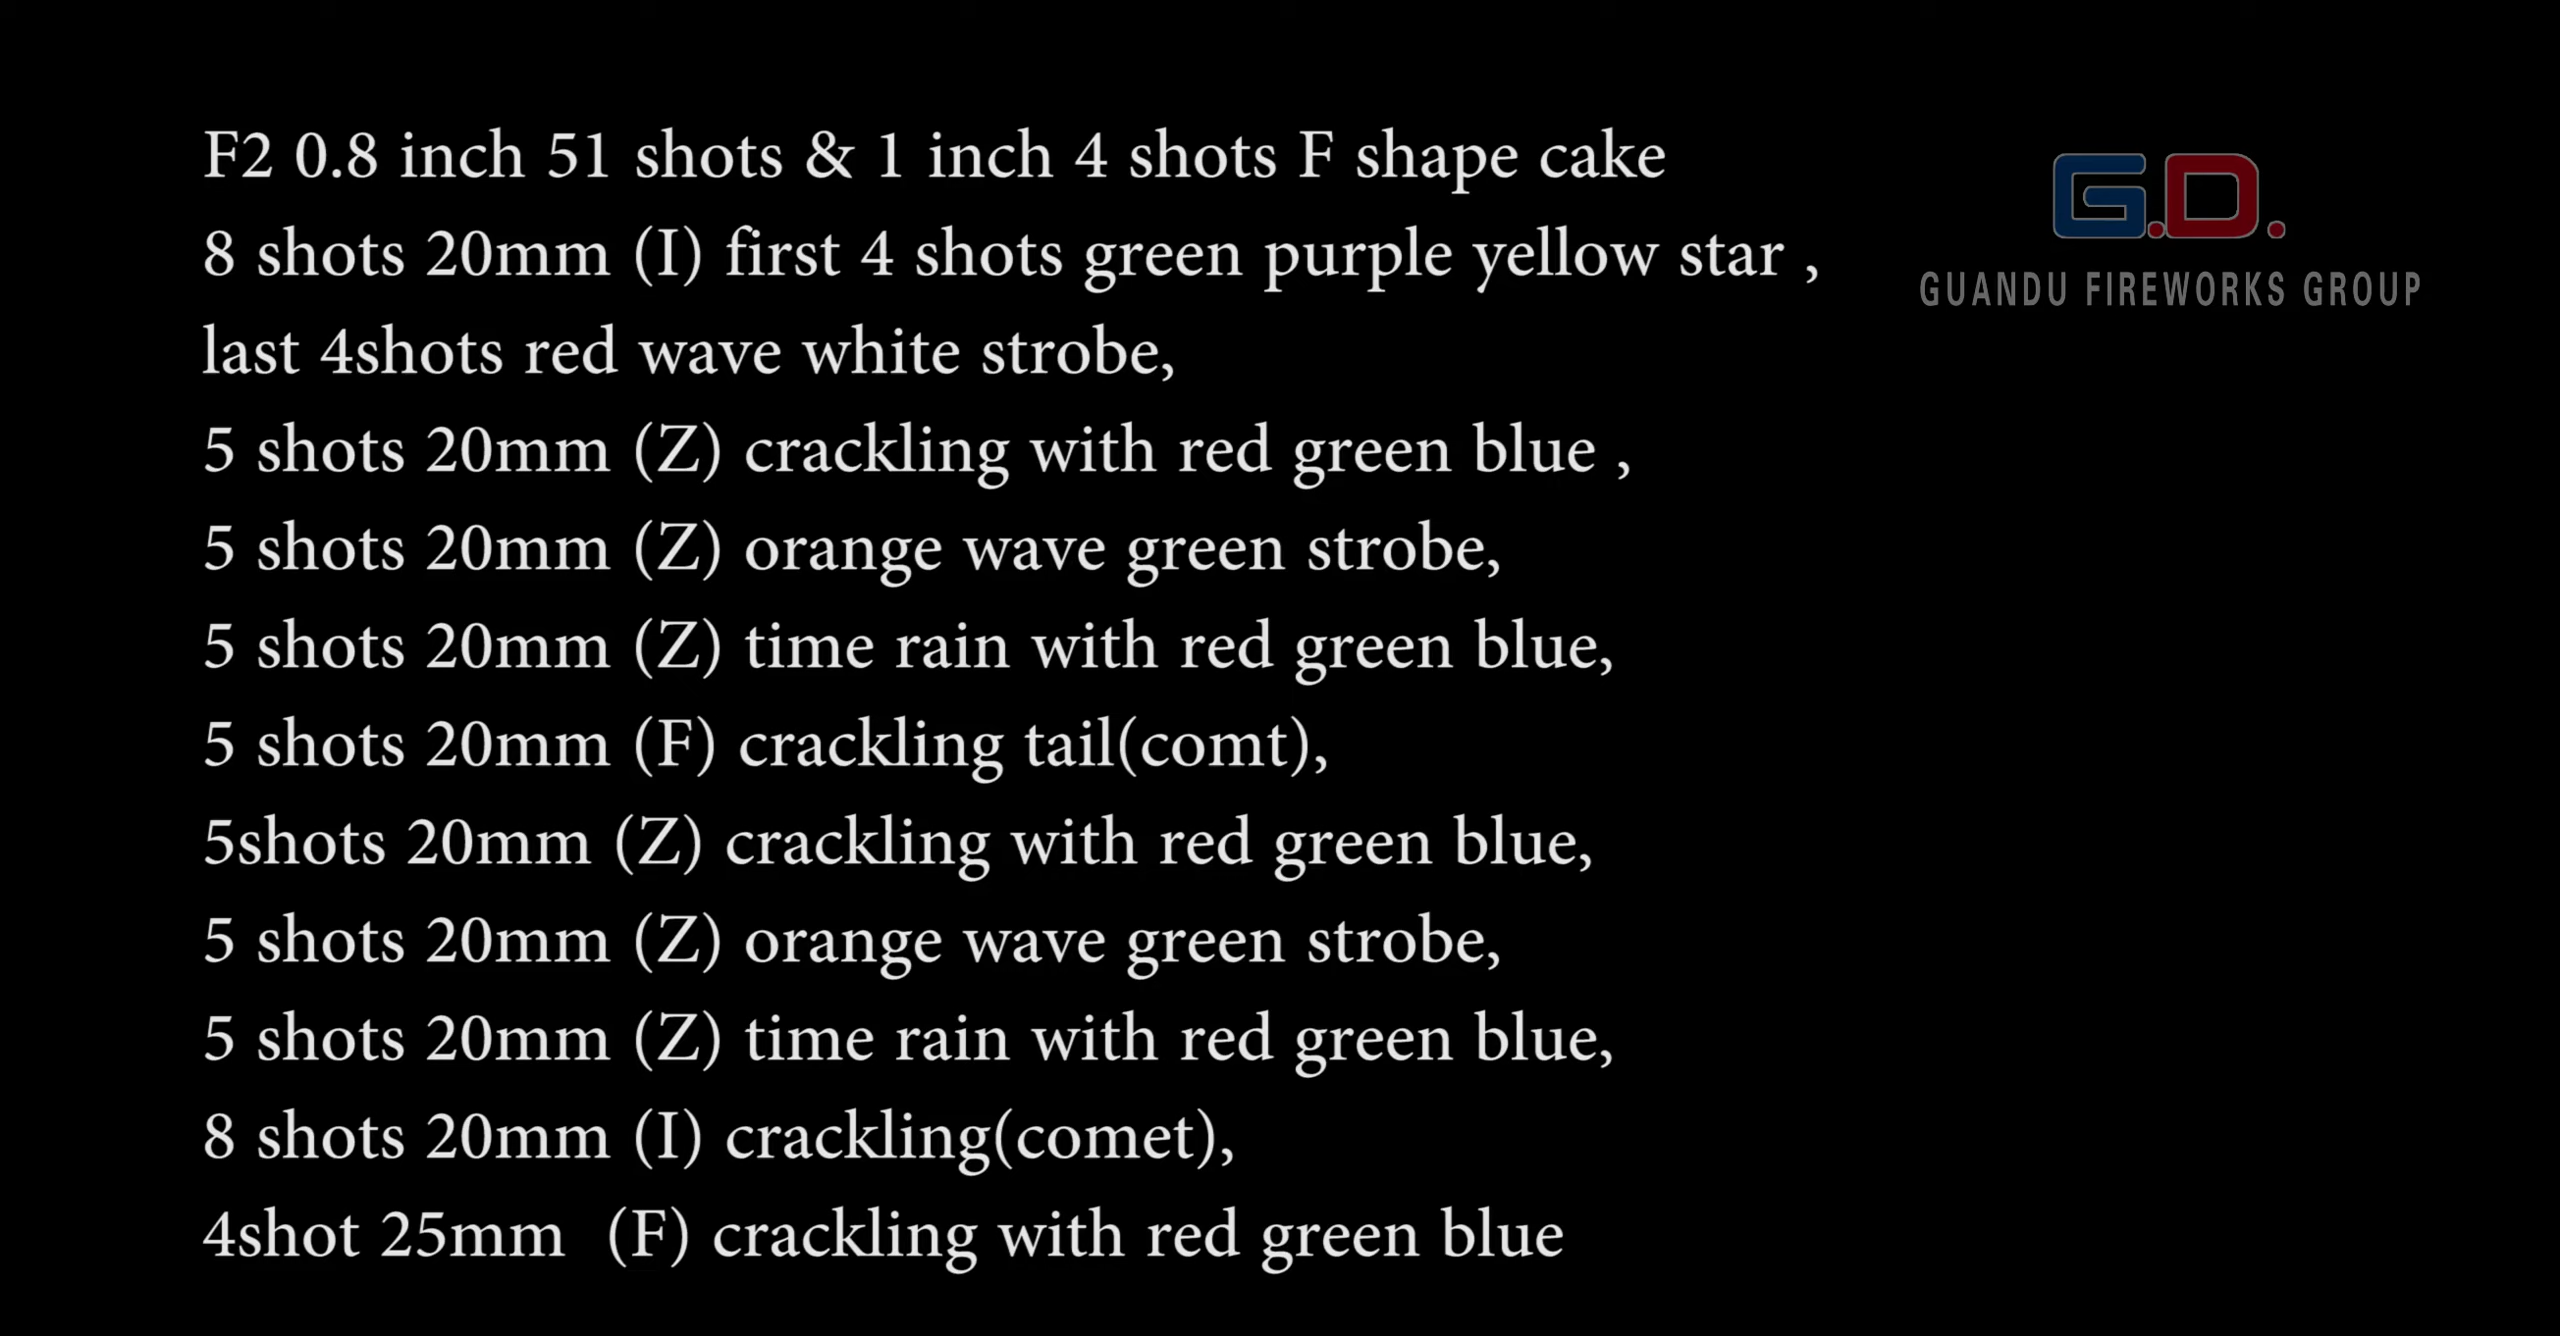 F2 0.8 inch 51 shots & 1 inch 4 shots F shape cake
8 shots 20mm (I) first 4 shots green purple yellow star ,
last 4shots red wave white strobe,
5 shots 20mm (Z) crackling with red green blue ,
5 shots 20mm (Z) orange wave green strobe,
5 shots 20mm (Z) time rain with red green blue,
5 shots 20mm (F) crackling tail(comt),
5shots 20mm (Z) crackling with red green blue,
5 shots 20mm (Z) orange wave green strobe,
5 shots 20mm (Z) time rain with red green blue,
8 shots 20mm (I) crackling(comet),
4shot 25mm  (F) crackling with red green blue
G.D.
GUANDU FIREWORKS GROUP